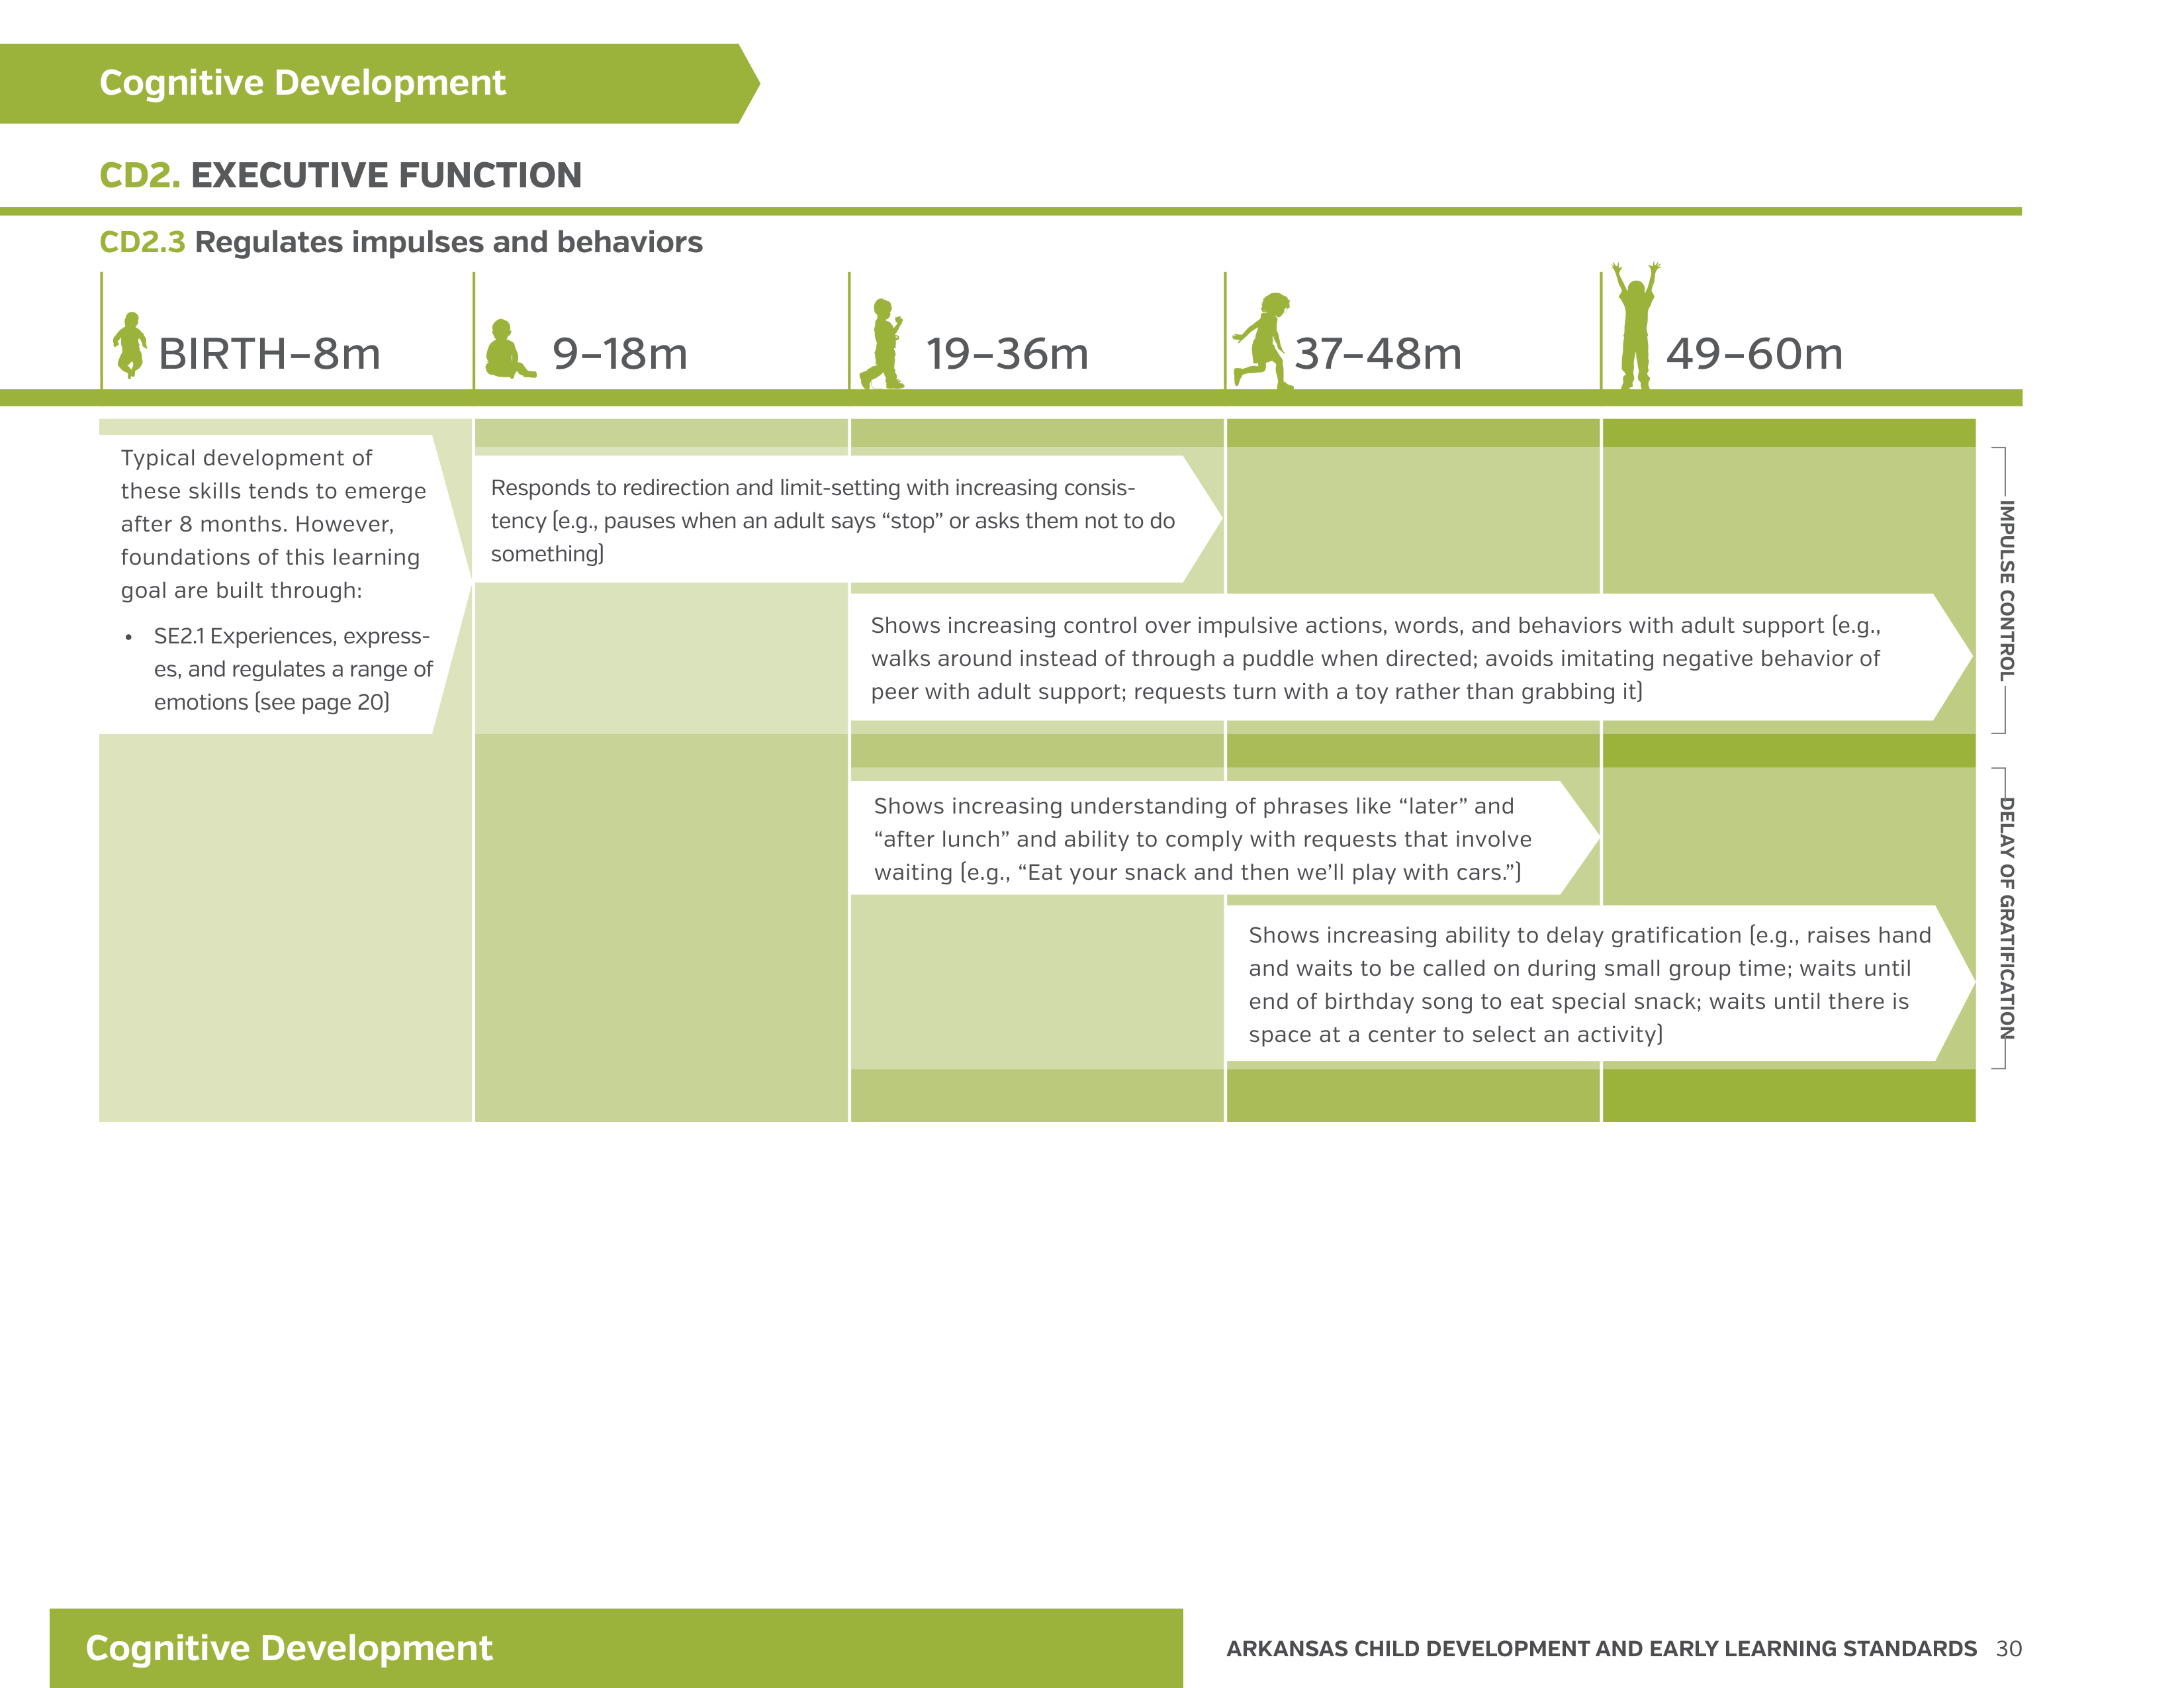 Cognitive Development
CD2. EXECUTIVE FUNCTION
CD2.3 Regulates impulses and behaviors
BIRTH–8m
9–18m
19–36m
37–48m
49–60m
Typical development of
these skills tends to emerge
after 8 months. However,
foundations of this learning
goal are built through:
• SE2.1 Experiences, express-
es, and regulates a range of
emotions (see page 20)
Responds to redirection and limit-setting with increasing consis-
tency (e.g., pauses when an adult says “stop” or asks them not to do
something)
Shows increasing control over impulsive actions, words, and behaviors with adult support (e.g.,
walks around instead of through a puddle when directed; avoids imitating negative behavior of
peer with adult support; requests turn with a toy rather than grabbing it)
IMPULSE CONTROL
Shows increasing understanding of phrases like “later” and
“after lunch” and ability to comply with requests that involve
waiting (e.g., “Eat your snack and then we’ll play with cars.”)
Shows increasing ability to delay gratification (e.g., raises hand
and waits to be called on during small group time; waits until
end of birthday song to eat special snack; waits until there is
space at a center to select an activity)
DELAY OF GRATIFICATION
Cognitive Development
ARKANSAS CHILD DEVELOPMENT AND EARLY LEARNING STANDARDS 30